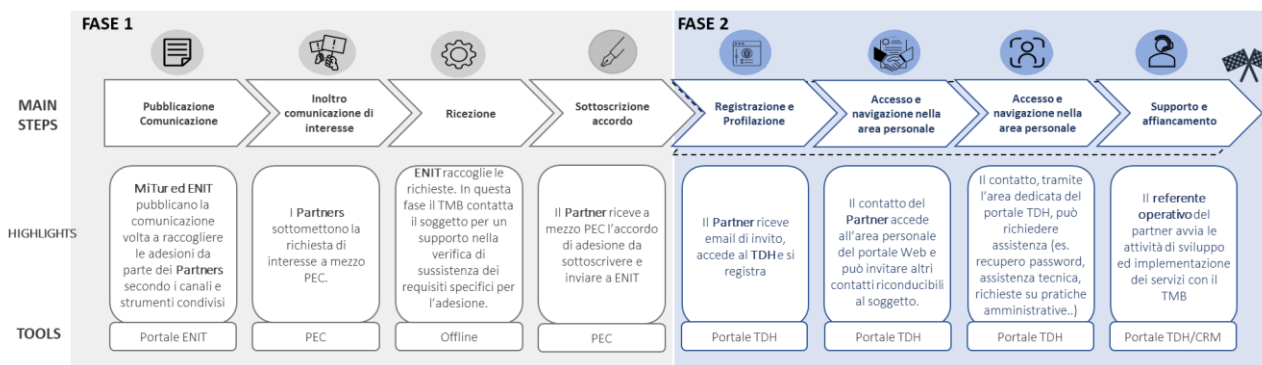 FASE 1
FASE 2
MAIN
STEPS
Pubblicazione
Comunicazione
Inoltro
comunicazione di
interesse
Ricezione
Sottoscrizione
accordo
Registrazione e
Profilazione
Accesso e
navigazione nella
area personale
Accesso e
navigazione nella
area personale
Supporto e
affiancamento
HIGHLIGHTS
MiTur ed ENIT
pubblicano la
comunicazione
volta a raccogliere
le adesioni da
parte dei Partners
secondo i canali e
strumenti condivisi
I Partners
sottomettono la
richiesta di
interesse a mezzo
PEC.
ENIT raccoglie le
richieste. In questa
fase il TMB contatta
il soggetto per un
supporto nella
verifica di
sussistenza dei
requisiti specifici per
l'adesione.
Il Partner riceve a
mezzo PEC l'accordo
di adesione da
sottoscrivere e
inviare a ENIT
Il Partner riceve
email di invito,
accede al TDH e si
registra
Il contatto del
Partner accede
all'area personale
del portale Web e
può invitare altri
contatti riconducibili
al soggetto.
Il contatto, tramite
l'area dedicata del
portale TDH, può
richiedere
assistenza (es.
recupero password,
assistenza tecnica,
richieste su pratiche
amministrative..)
Il referente
operativo del
partner avvia le
attività di sviluppo
ed implementazione
dei servizi con il
TMB
TOOLS
Portale ENIT
PEC
Offline
PEC
Portale TDH
Portale TDH
Portale TDH
Portale TDH/CRM